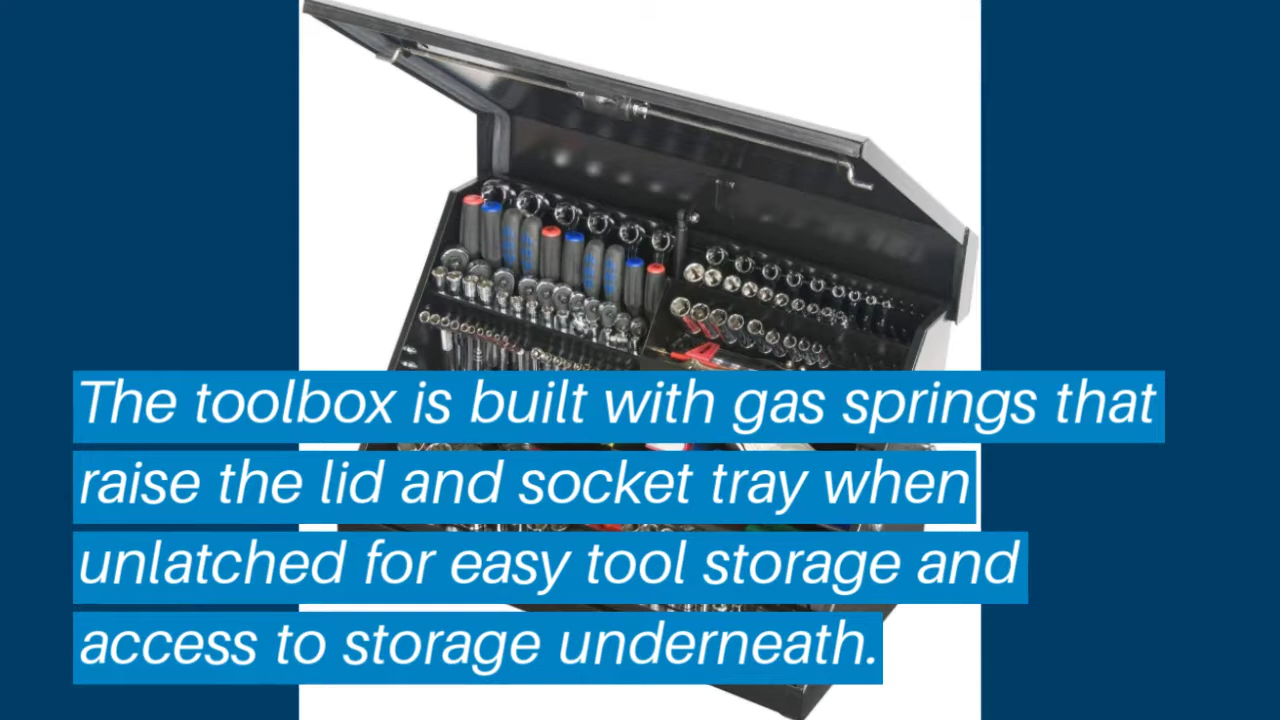 The toolbox is built with gas springs that
raise the lid and socket tray when
unlatched for easy tool storage and
access to storage underneath.